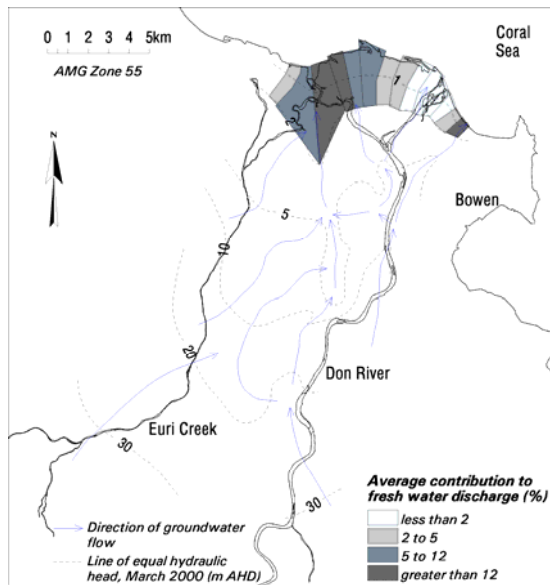 0 1 2 3 4 5km
AMG Zone 55
Coral
Sea
N
1
5
Bowen
10
20
Don River
Euri Creek
30
30
Direction of groundwater
flow
Line of equal hydraulic
head, March 2000 (m AHD)
Average contribution to
fresh water discharge (%)
less than 2
2 to 5
5 to 12
greater than 12